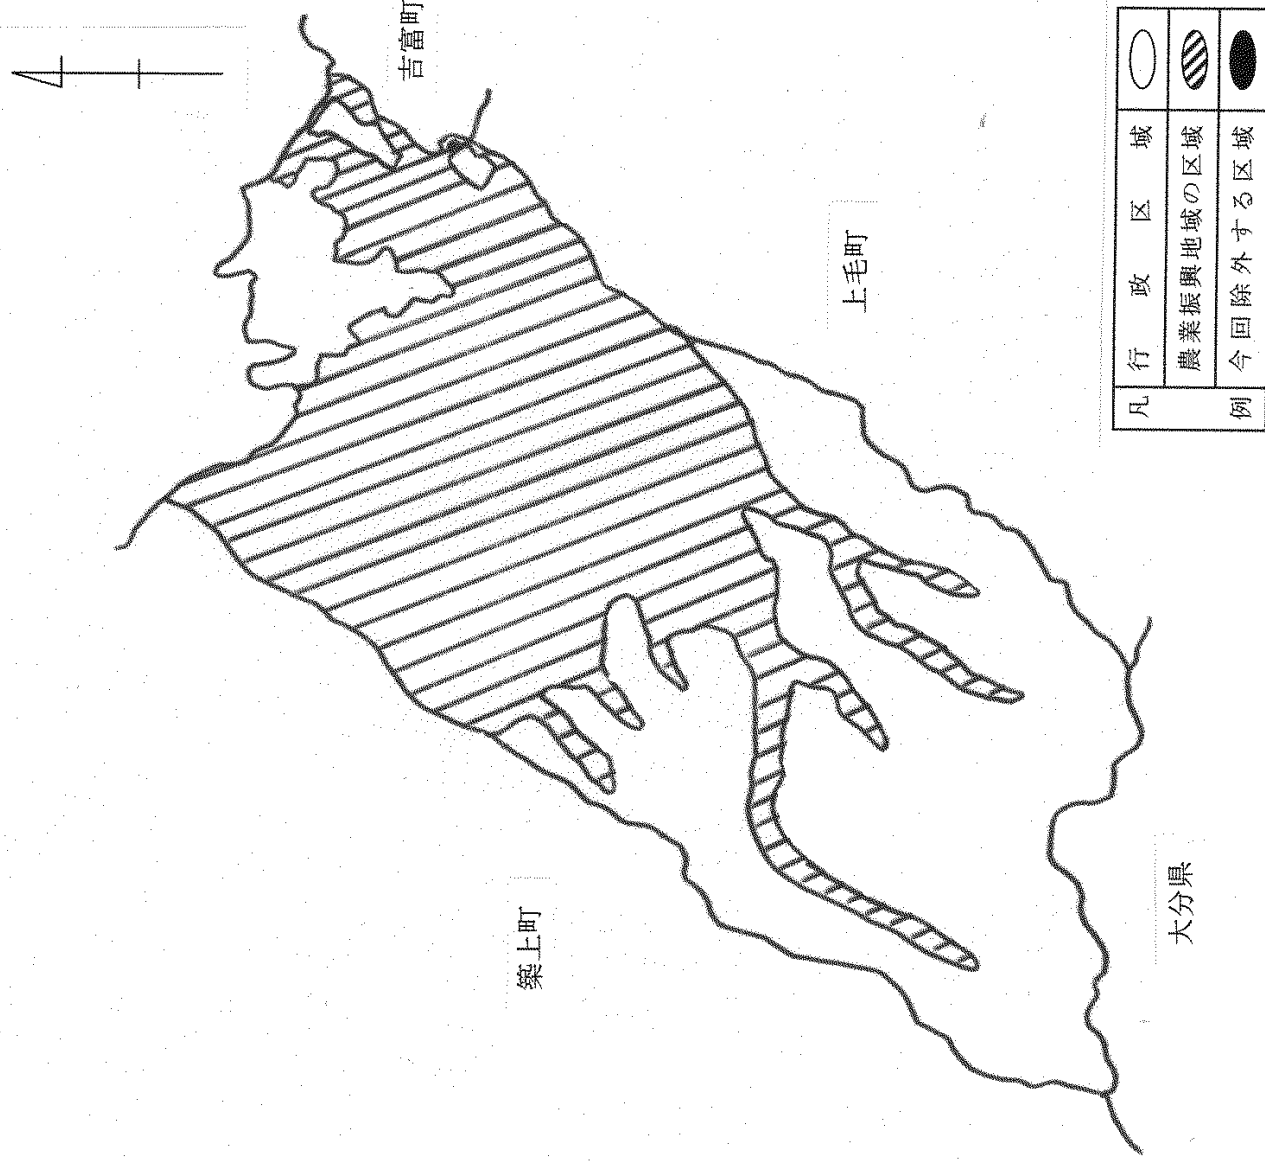 吉富町
上毛町
築上町
大分県
凡例
行政区域
農業振興地域の区域
今回除外する区域